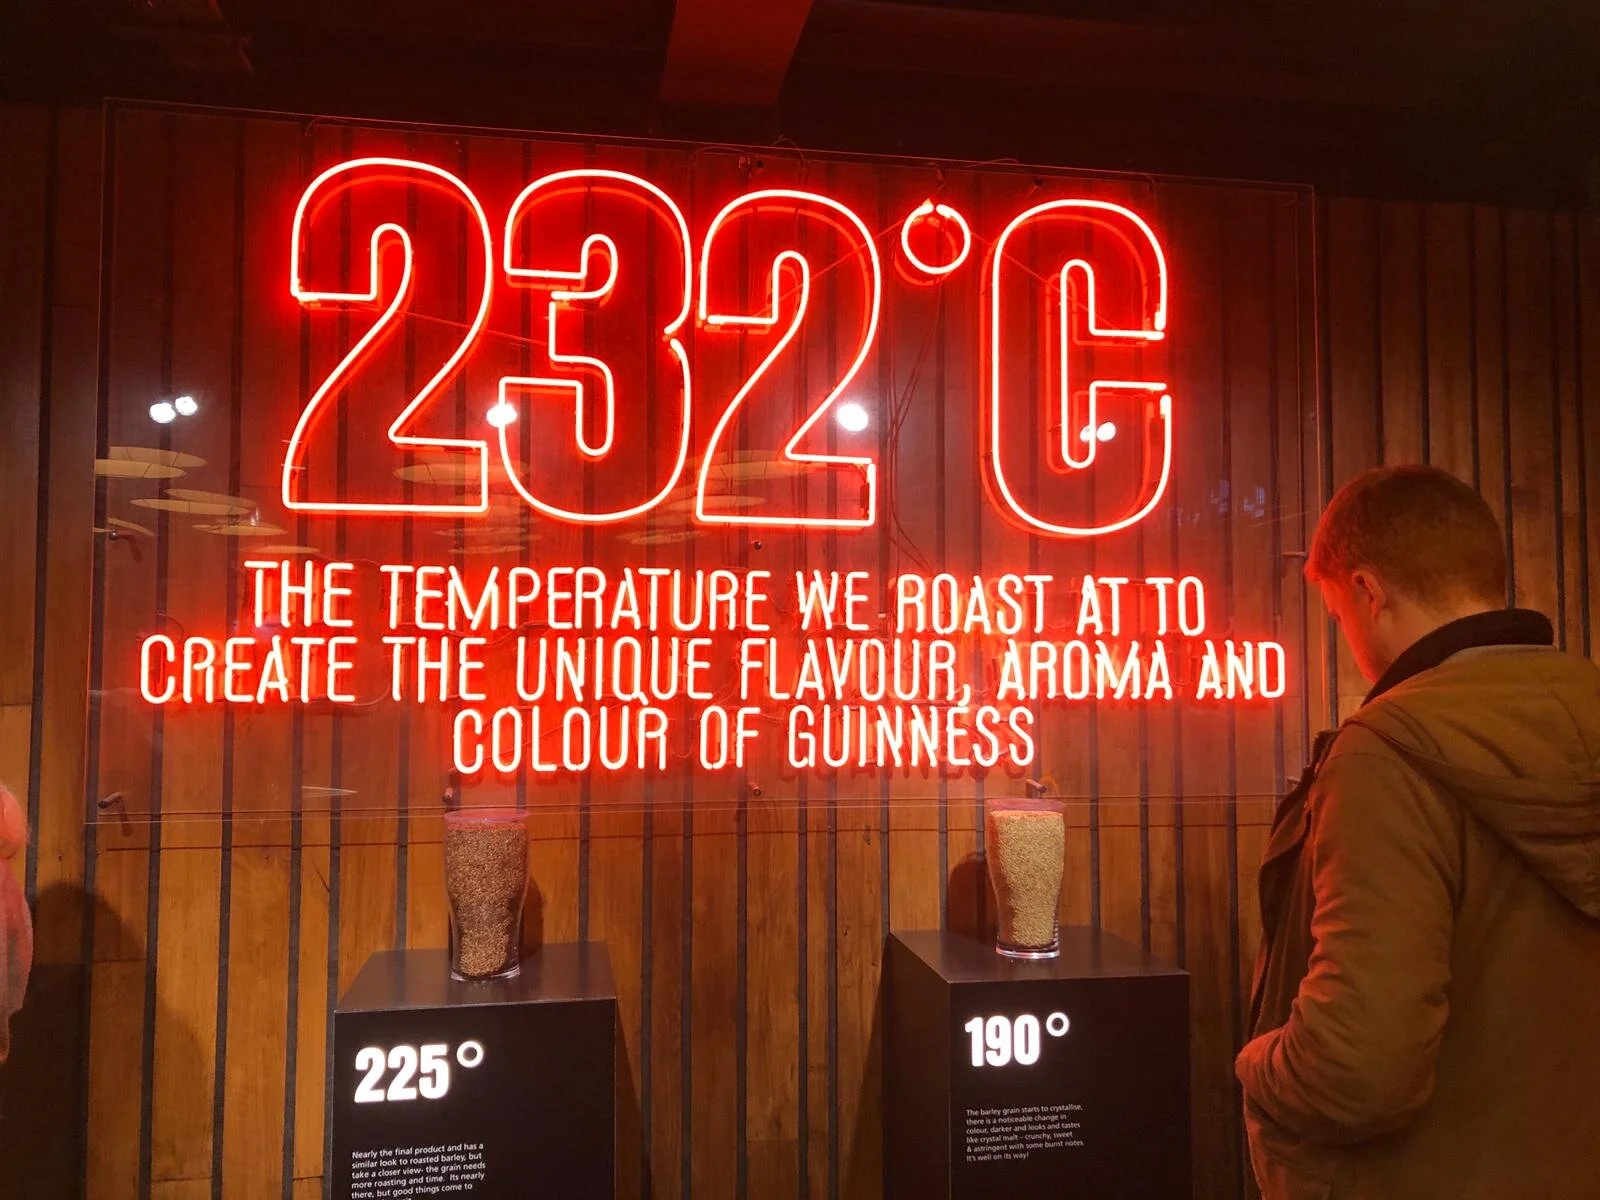 232°C
THE TEMPERATURE WE ROAST AT TO
CREATE THE UNIQUE FLAVOUR, AROMA AND
COLOUR OF GUINNESS
225°
Nearly the final product and has a
similar look to roasted barley, but
take a closer view- the grain needs
more roasting and time. Its nearly
there, but good things come to
190°
The barley grain starts to crystallise,
there is a noticeable change in
colour, darker and looks and tastes
like crystal malt - crunchy, sweet
& astringent with some burnt notes.
It's well on its way!